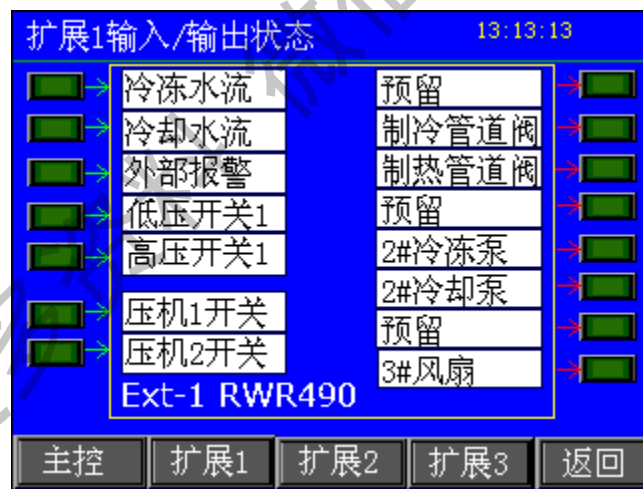 扩展1输入/输出状态
13:13:13
冷冻水流
冷却水流
外部报警
低压开关1
高压开关1
压机1开关
压机2开关
预留
制冷管道阀
制热管道阀
预留
2#冷冻泵
2#冷却泵
预留
3#风扇
Ext-1 RWR490
主控
扩展1
扩展2
扩展3
返回